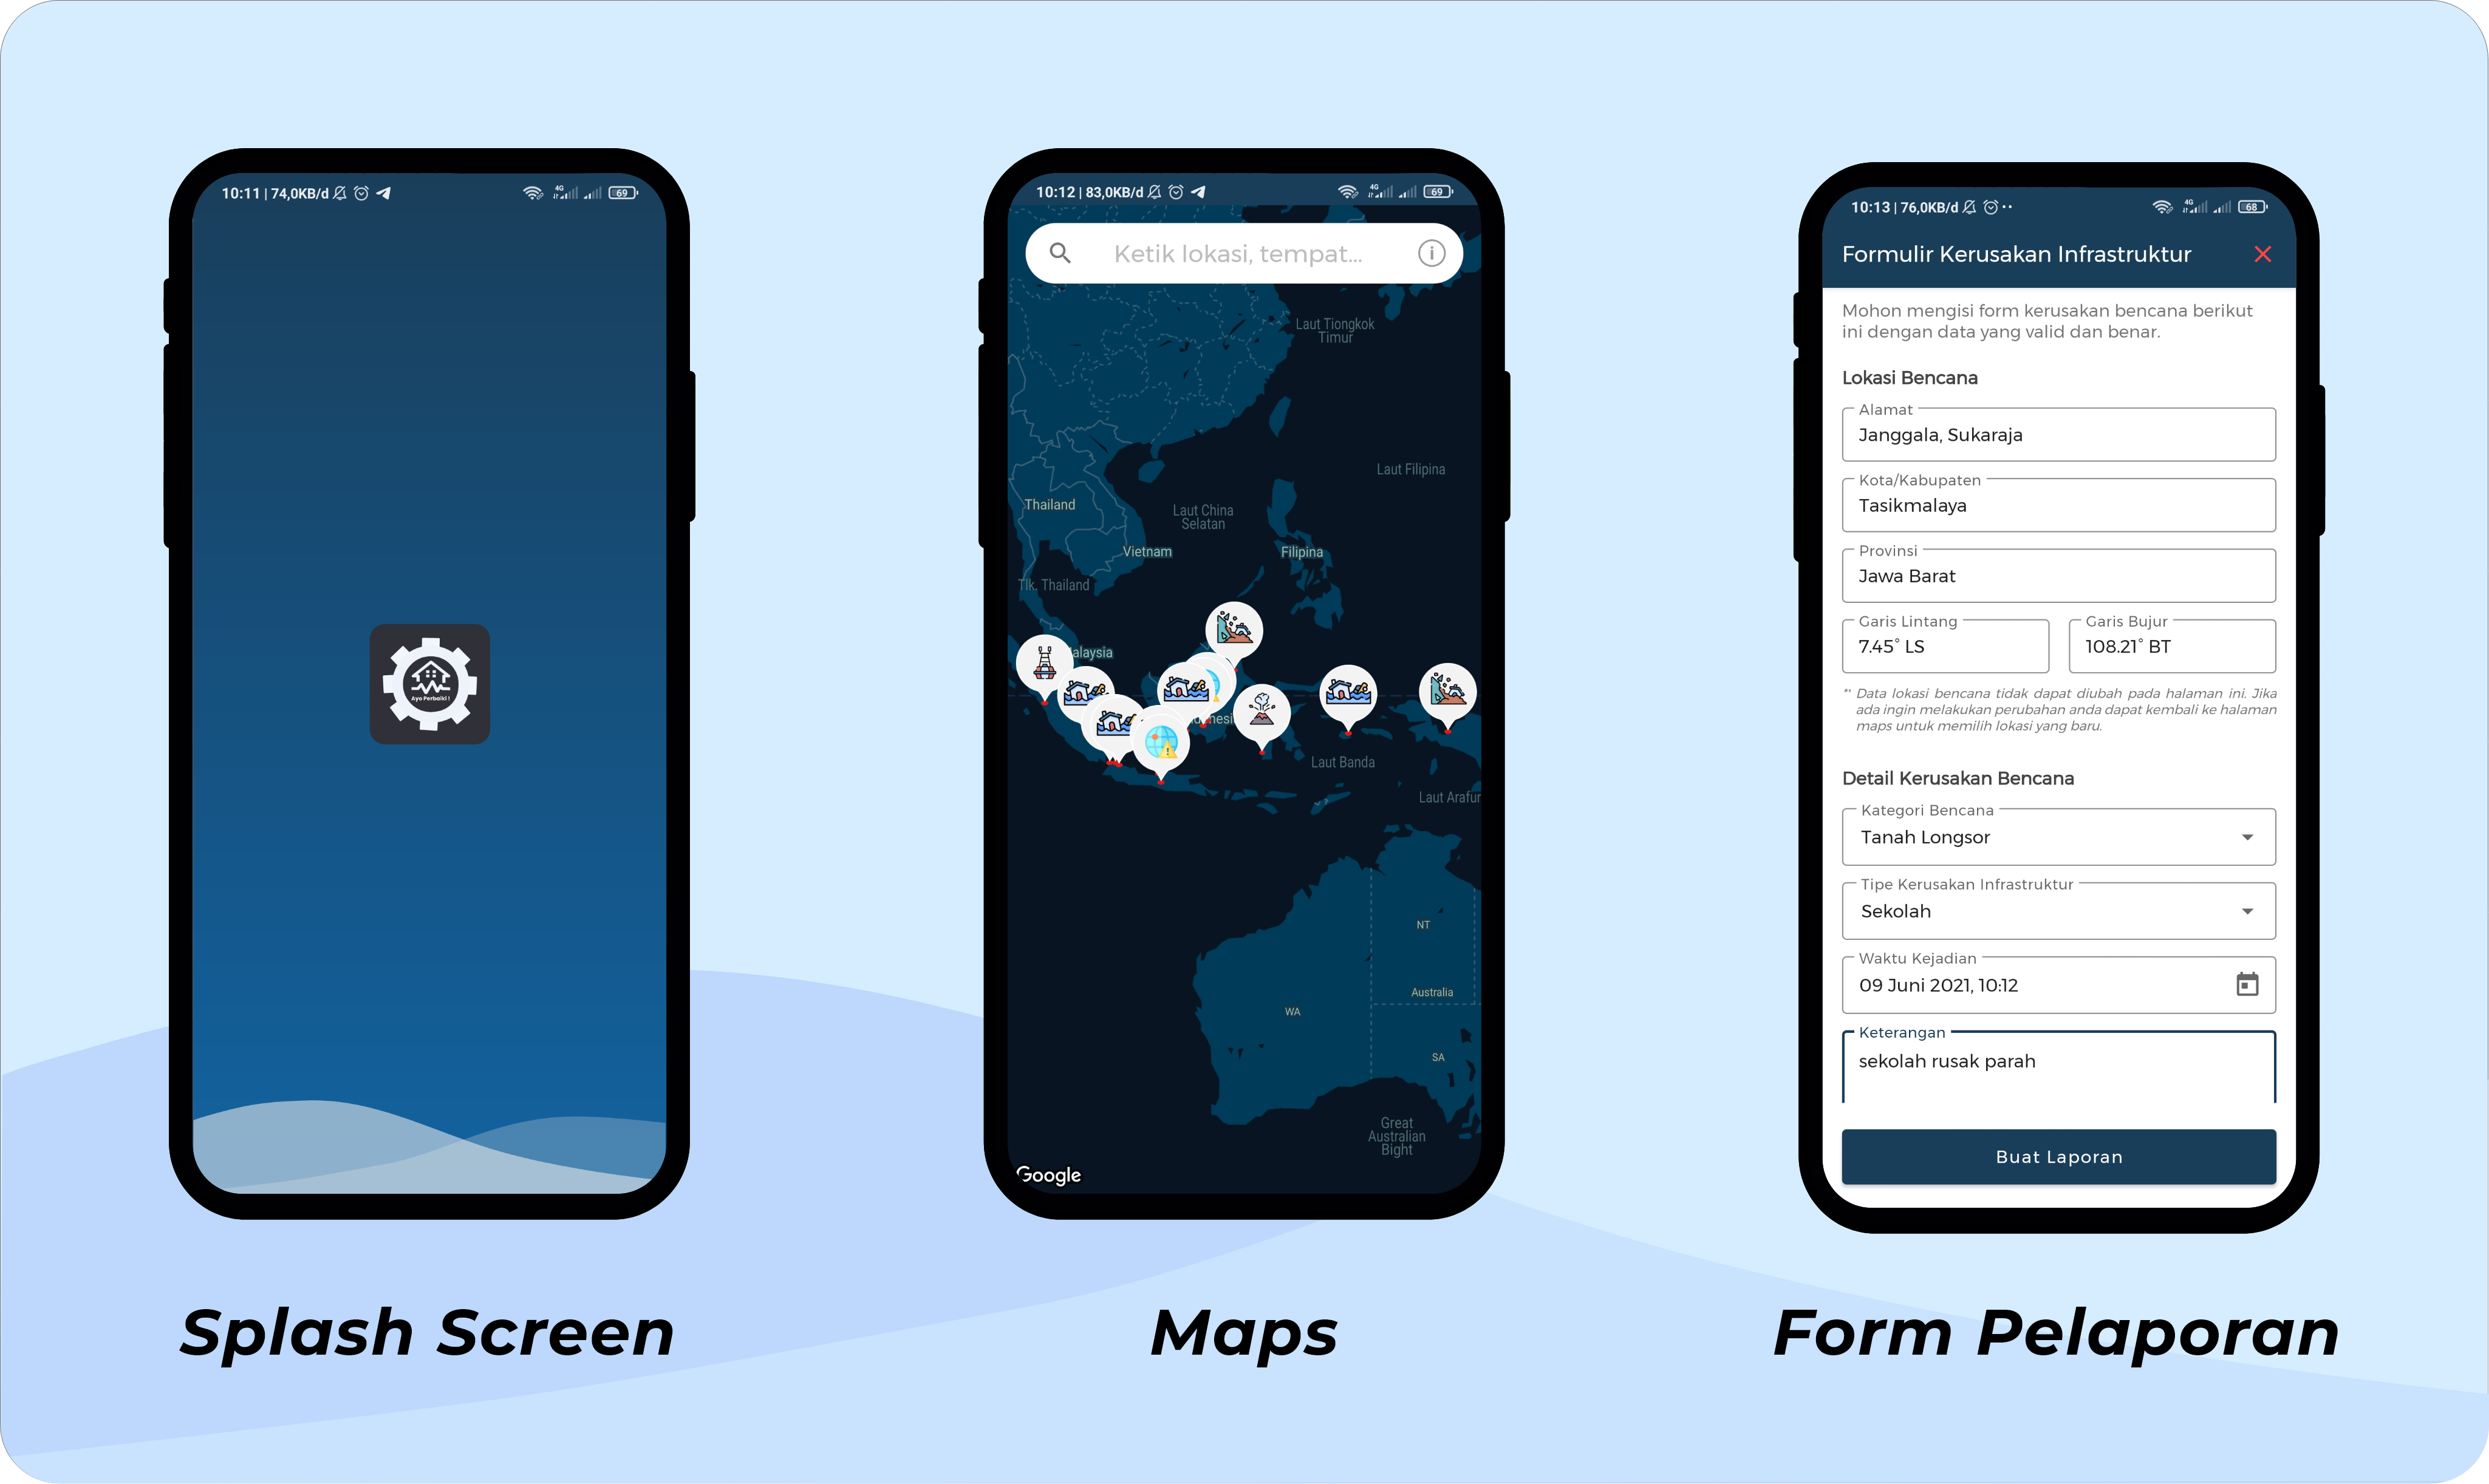 10:11 | 74,0KB/d
4G
69
Ayo Perbaiki !
Splash Screen
10:12 | 83,0KB/d
4G
69
Ketik lokasi, tempat...
Laut Tiongkok
Timur
Laut Filipina
Thailand
Laut China
Selatan
Vietnam
Filipina
Tlk. Thailand
alaysia
nesi
Laut Banda
Laut Arafur
NT
Australia
WA
SA
Great
Australian
Bight
Google
Maps
10:13 | 76,0KB/d
4G
68
Formulir Kerusakan Infrastruktur
Mohon mengisi form kerusakan bencana berikut
ini dengan data yang valid dan benar.
Lokasi Bencana
Alamat
Janggala, Sukaraja
Kota/Kabupaten
Tasikmalaya
Provinsi
Jawa Barat
Garis Lintang
7.45° LS
Garis Bujur
108.21° BT
*' Data lokasi bencana tidak dapat diubah pada halaman ini. Jika
ada ingin melakukan perubahan anda dapat kembali ke halaman
maps untuk memilih lokasi yang baru.
Detail Kerusakan Bencana
Kategori Bencana
Tanah Longsor
Tipe Kerusakan Infrastruktur
Sekolah
Waktu Kejadian
09 Juni 2021, 10:12
Keterangan
sekolah rusak parah
Buat Laporan
Form Pelaporan